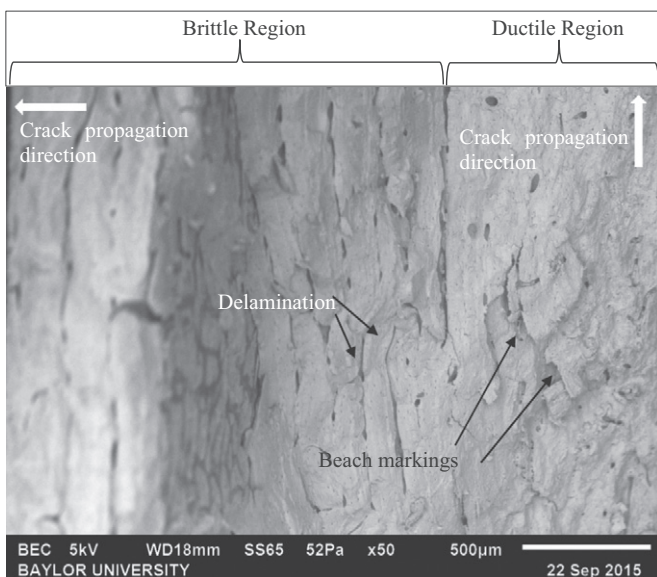 Brittle Region Ductile Region
Crack propagation
direction
Crack propagation
direction
Delamination
Beach markings
BEC 5kV WD18mm SS65 52Pa x50 500µm
BAYLOR UNIVERSITY 22 Sep 2015